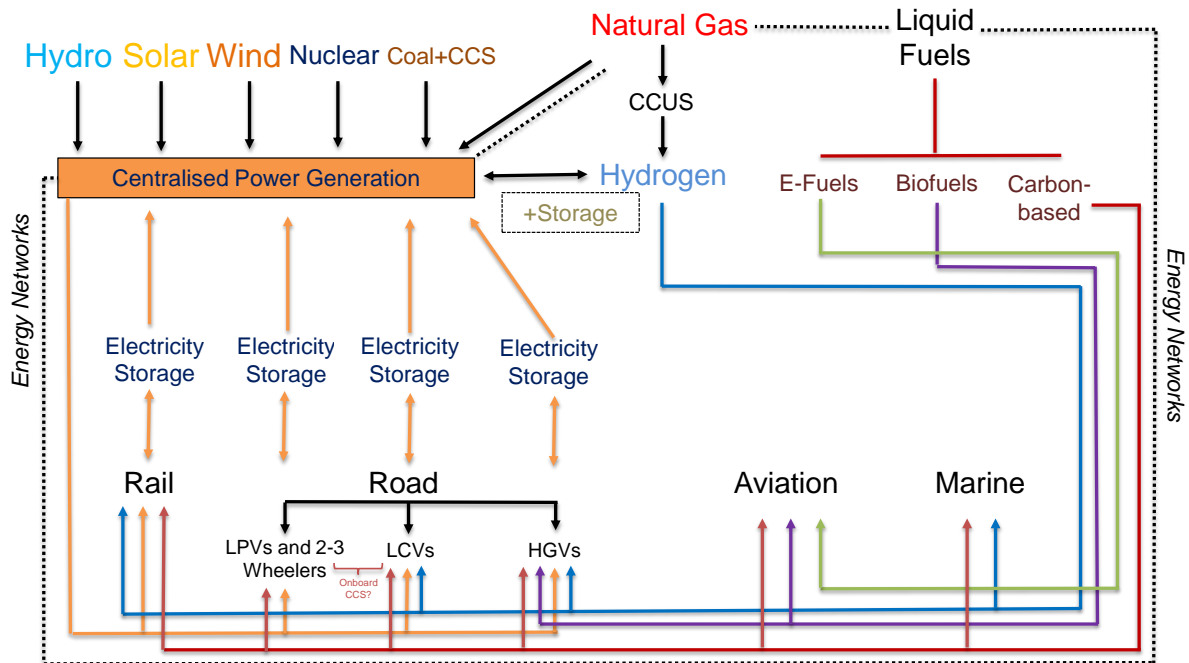 Natural Gas
Liquid
Fuels
Hydro Solar Wind Nuclear Coal+CCS
CCUS
Centralised Power Generation
Hydrogen
E-Fuels
Biofuels
Carbon-
based
+Storage
Energy Networks
Energy Networks
Electricity
Storage
Electricity
Storage
Electricity
Storage
Electricity
Storage
Rail
Road
Aviation
Marine
LPVs and 2-3
Wheelers
LCVs
HGVs
Onboard
CCS?